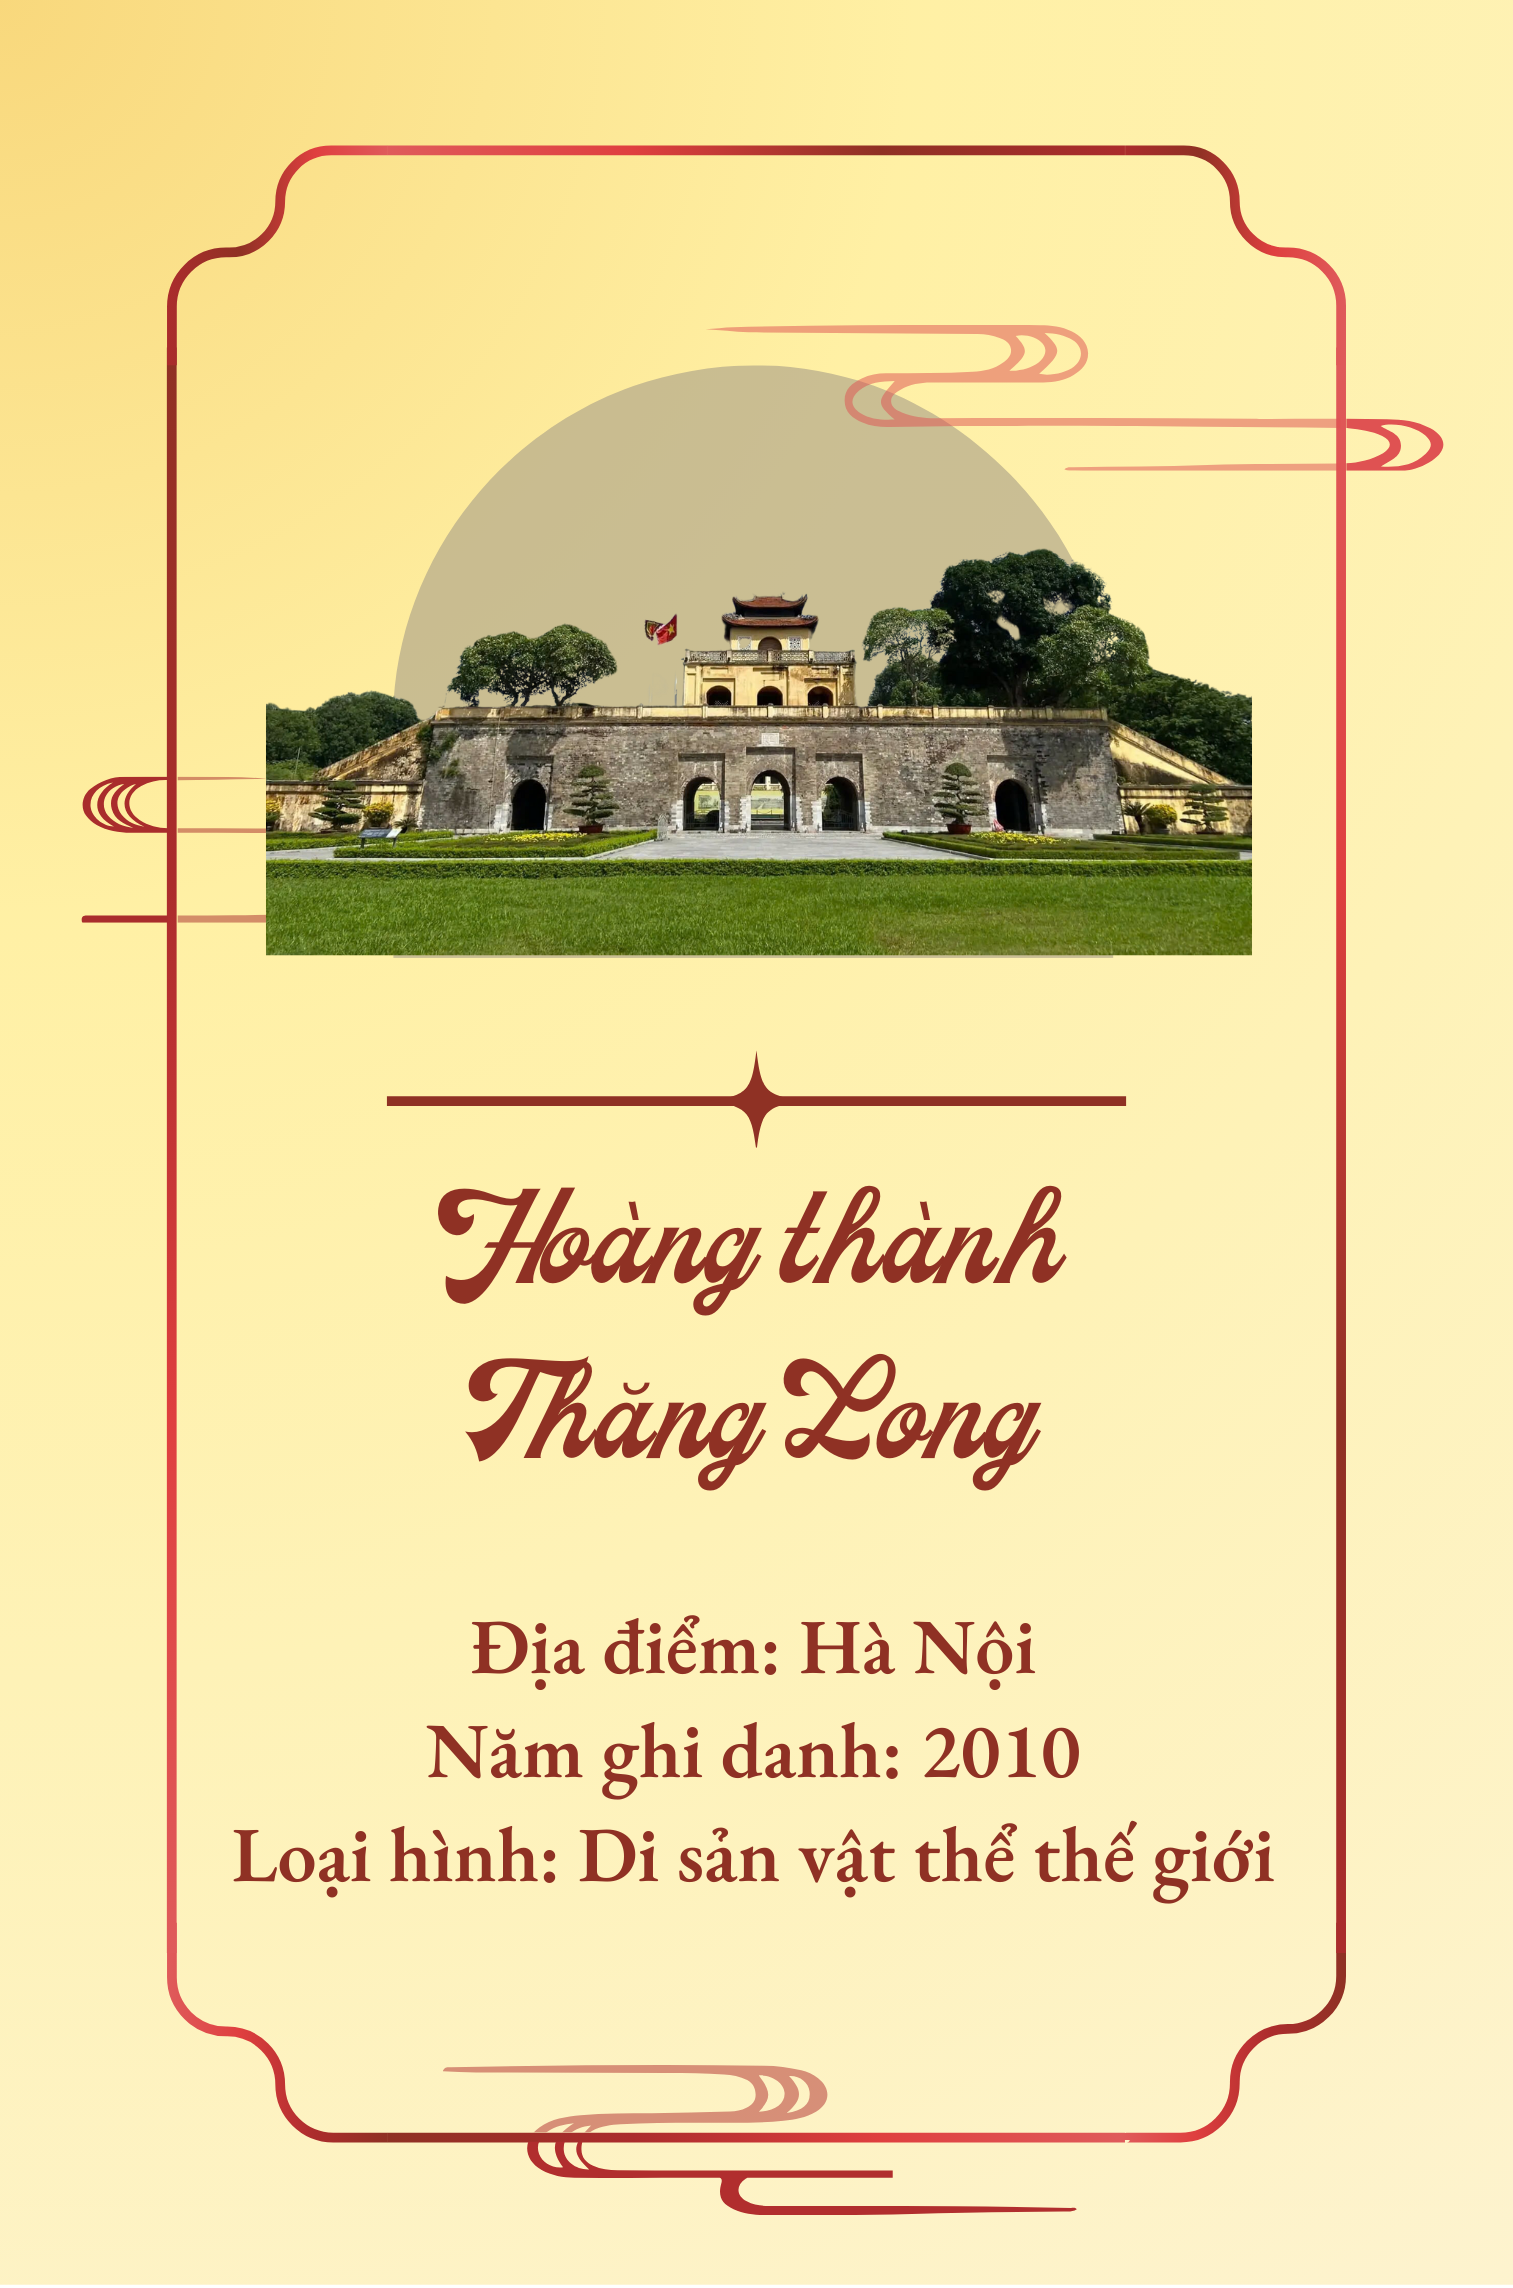 Hoàng thành
Thăng Long
Địa điểm: Hà Nội
Năm ghi danh: 2010
Loại hình: Di sản vật thể thế giới